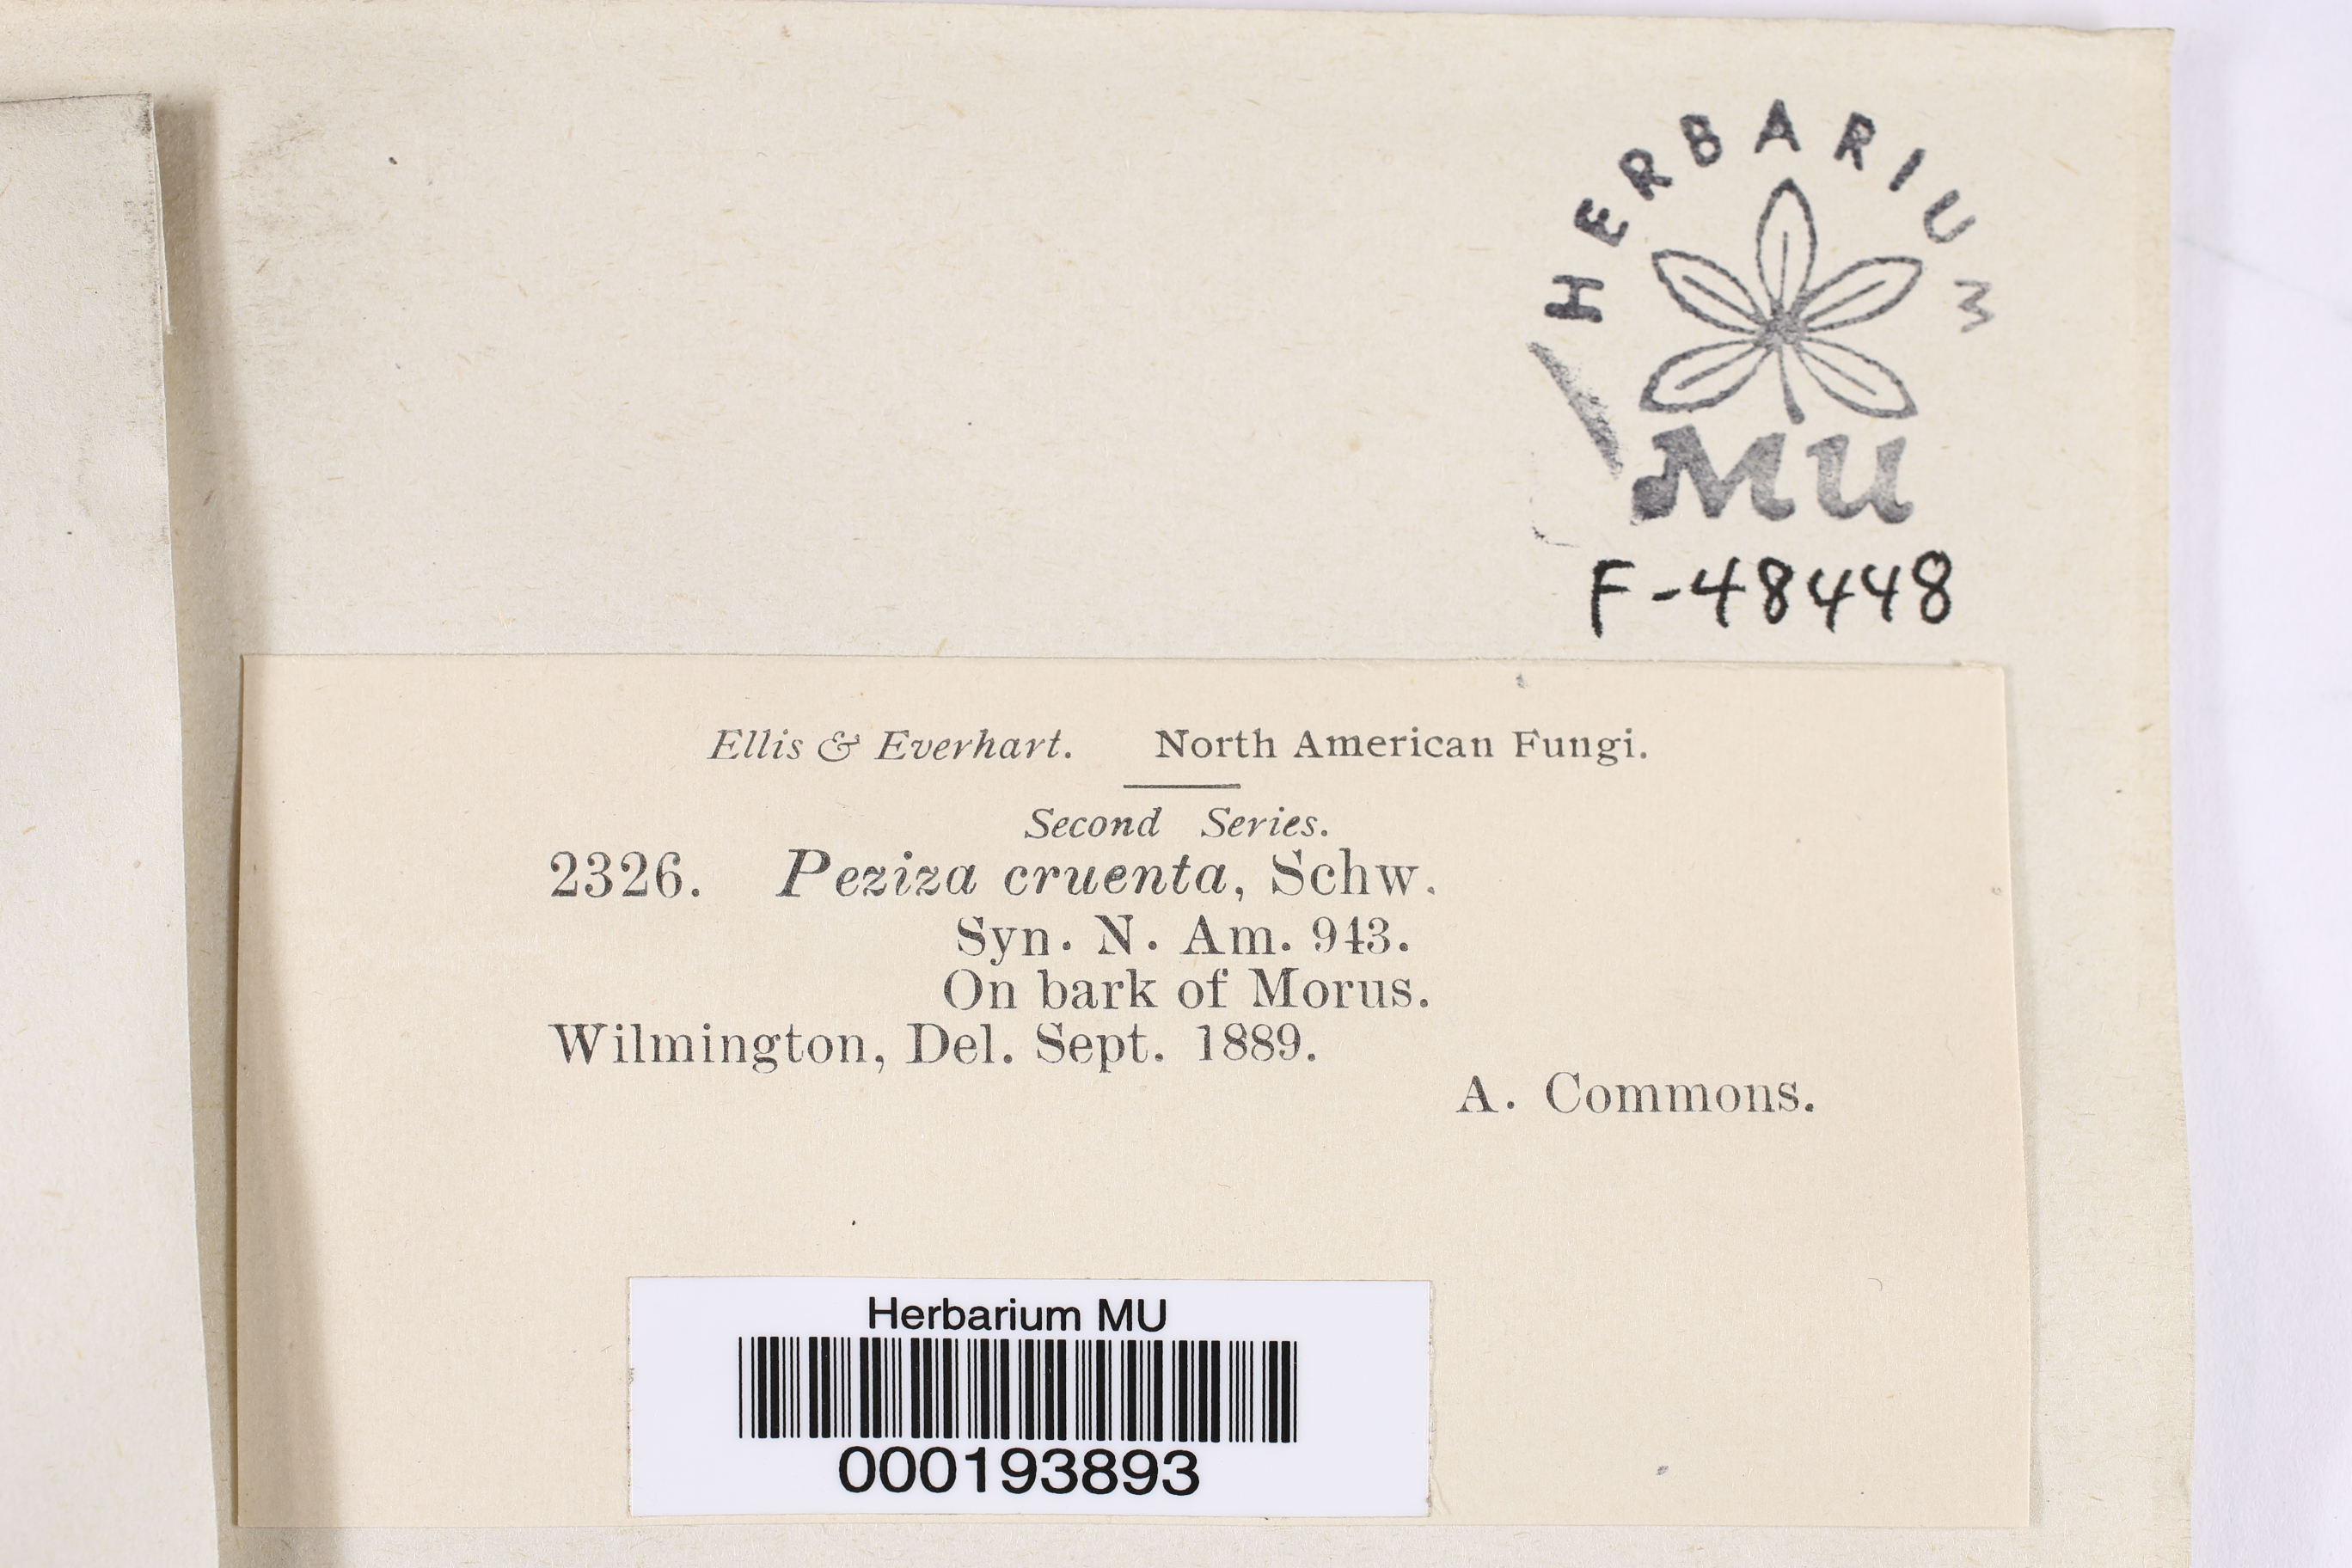 HERBARIUM
MU
F-48448
Ellis & Everhart. North American Fungi.
Second Series.
2326. Peziza cruenta, Schw.
Syn. N. Am. 943.
On bark of Morus.
Wilmington, Del. Sept. 1889.
A. Commons.
Herbarium MU
000193893